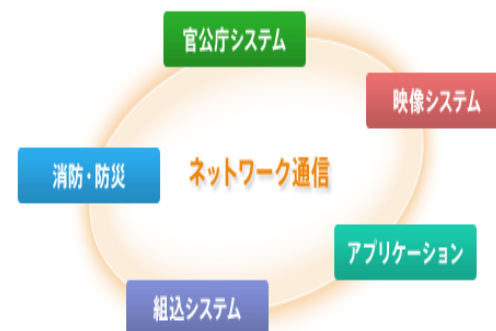 官公庁システム
映像システム
消防・防災
ネットワーク通信
アプリケーション
組込システム